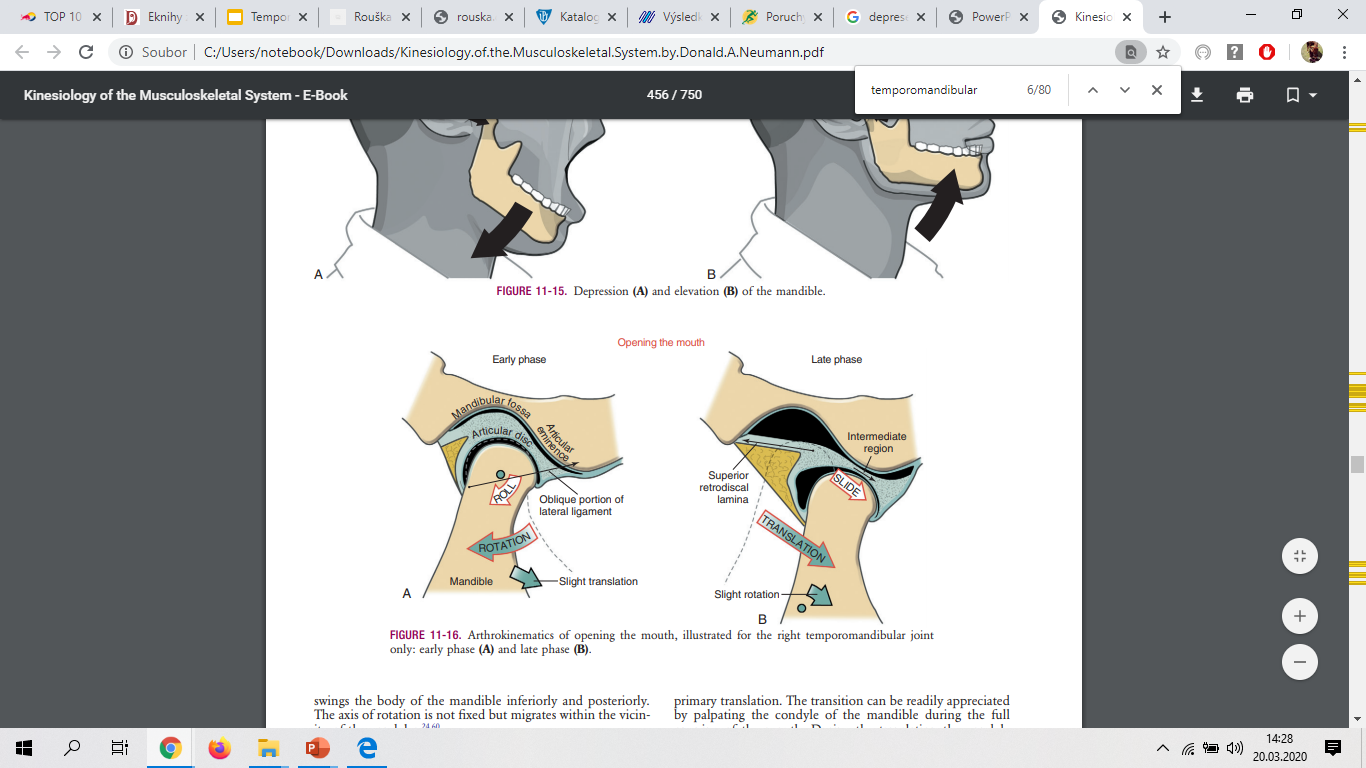 TOP 10
Eknihy
Tempor
Rouška
rouska.
Katalog
Výsledk
Poruchy
depres
PowerP
Kinesio
Soubor
C:/Users/notebook/Downloads/Kinesiology.of.the.Musculoskeletal.System.by.Donald.A.Neumann.pdf
temporomandibular 6/80
Kinesiology of the Musculoskeletal System - E-Book
456 / 750
A
B
FIGURE 11-15. Depression (A) and elevation (B) of the mandible.
Opening the mouth
Early phase
Mandibular fossa
Articular disc
Articular
eminence
ROLL
Oblique portion of
lateral ligament
ROTATION
Mandible
Slight translation
A
Late phase
Intermediate
region
Superior
retrodiscal
lamina
SLIDE
TRANSLATION
Slight rotation
B
FIGURE 11-16. Arthrokinematics of opening the mouth, illustrated for the right temporomandibular joint
only: early phase (A) and late phase (B).
swings the body of the mandible inferiorly and posteriorly.
The axis of rotation is not fixed but migrates within the vicin-
primary translation. The transition can be readily appreciated
by palpating the condyle of the mandible during the full
14:28
20.03.2020